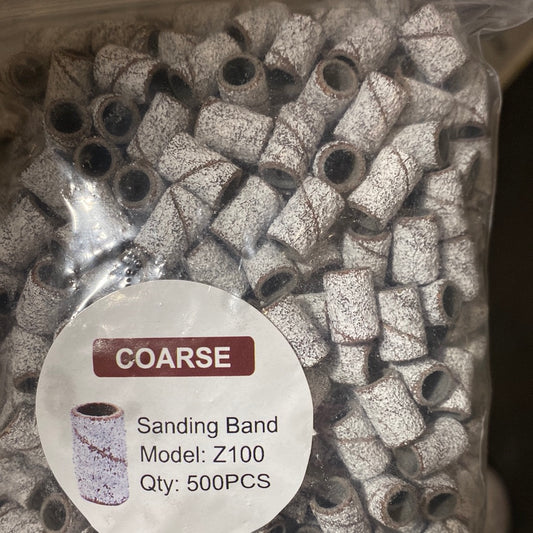 COARSE
Sanding Band
Model: Z100
Qty: 500PCS